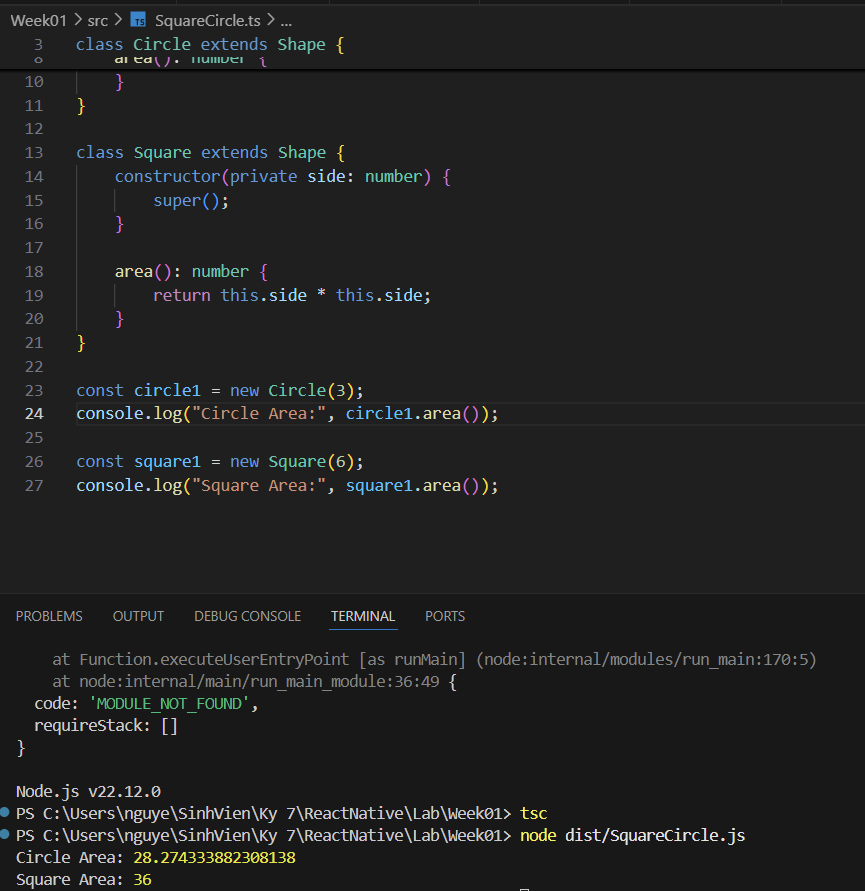 Week01 > src > TS SquareCircle.ts > ...
3 class Circle extends Shape {
8 area(): number {
10 }
11 }
12
13 class Square extends Shape {
14 constructor(private side: number) {
15 super();
16 }
17
18 area(): number {
19 return this.side * this.side;
20 }
21 }
22
23 const circle1 = new Circle(3);
24 console.log("Circle Area:", circle1.area());
25
26 const square1 = new Square(6);
27 console.log("Square Area:", square1.area());
PROBLEMS OUTPUT DEBUG CONSOLE TERMINAL PORTS
at Function.executeUserEntryPoint [as runMain] (node:internal/modules/run_main:170:5)
at node:internal/main/run_main_module:36:49 {
code: 'MODULE_NOT_FOUND',
requireStack: []
}
Node.js v22.12.0
PS C:\Users\nguye\SinhVien\Ky 7\ReactNative\Lab\Week01> tsc
PS C:\Users\nguye\SinhVien\Ky 7\ReactNative\Lab\Week01> node dist/SquareCircle.js
Circle Area: 28.274333882308138
Square Area: 36